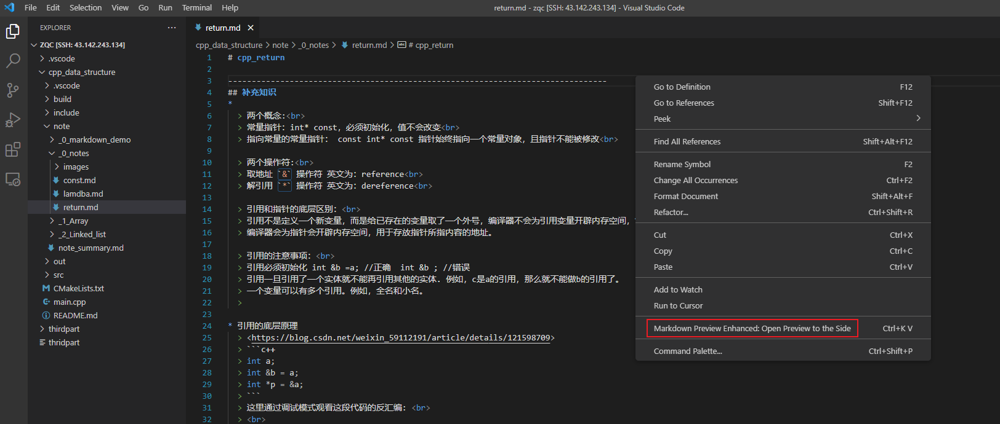 File Edit Selection View Go Run Terminal Help
return.md - zqc [SSH: 43.142.243.134] - Visual Studio Code
EXPLORER
ZQC [SSH: 43.142.243.134]
.vscode
cpp_data_structure
.vscode
build
include
note
_0_markdown_demo
_0_notes
images
const.md
lamdba.md
return.md
_1_Array
_2_Linked_list
note_summary.md
out
src
CMakeLists.txt
main.cpp
README.md
thirdpart
thridpart
return.md
cpp_data_structure > note > _0_notes > return.md > # cpp_return
1 # cpp_return
2
3 --------------------------------------------------------------------------------
4 ## 补充知识
5 *
6 > 两个概念:<br>
7 > 常量指针：int* const，必须初始化，值不会改变<br>
8 > 指向常量的常量指针： const int* const 指针始终指向一个常量对象，且指针不能被修改<br>
9
10 > 两个操作符:<br>
11 > 取地址 `&` 操作符 英文为：reference<br>
12 > 解引用 `*` 操作符 英文为：dereference<br>
13
14 > 引用和指针的底层区别：<br>
15 > 引用不是定义一个新变量，而是给已存在的变量取了一个外号，编译器不会为引用变量开辟内存空间，
16 > 编译器会为指针会开辟内存空间，用于存放指针所指内容的地址。
17
18 > 引用的注意事项：<br>
19 > 引用必须初始化 int &b =a; //正确  int &b ; //错误
20 > 引用一旦引用了一个实体就不能再引用其他的实体. 例如，c是a的引用，那么就不能做b的引用了。
21 > 一个变量可以有多个引用。例如，全名和小名。
22 >
23
24 * 引用的底层原理
25 > <https://blog.csdn.net/weixin_59112191/article/details/121598709>
26 > ```c++
27 > int a;
28 > int &b = a;
29 > int *p = &a;
30 > ```
31 > 这里通过调试模式观看这段代码的反汇编：<br>
32 > <br>
Go to Definition F12
Go to References Shift+F12
Peek
Find All References Shift+Alt+F12
Rename Symbol F2
Change All Occurrences Ctrl+F2
Format Document Shift+Alt+F
Refactor... Ctrl+Shift+R
Cut Ctrl+X
Copy Ctrl+C
Paste Ctrl+V
Add to Watch
Run to Cursor
Markdown Preview Enhanced: Open Preview to the Side Ctrl+K V
Command Palette... Ctrl+Shift+P